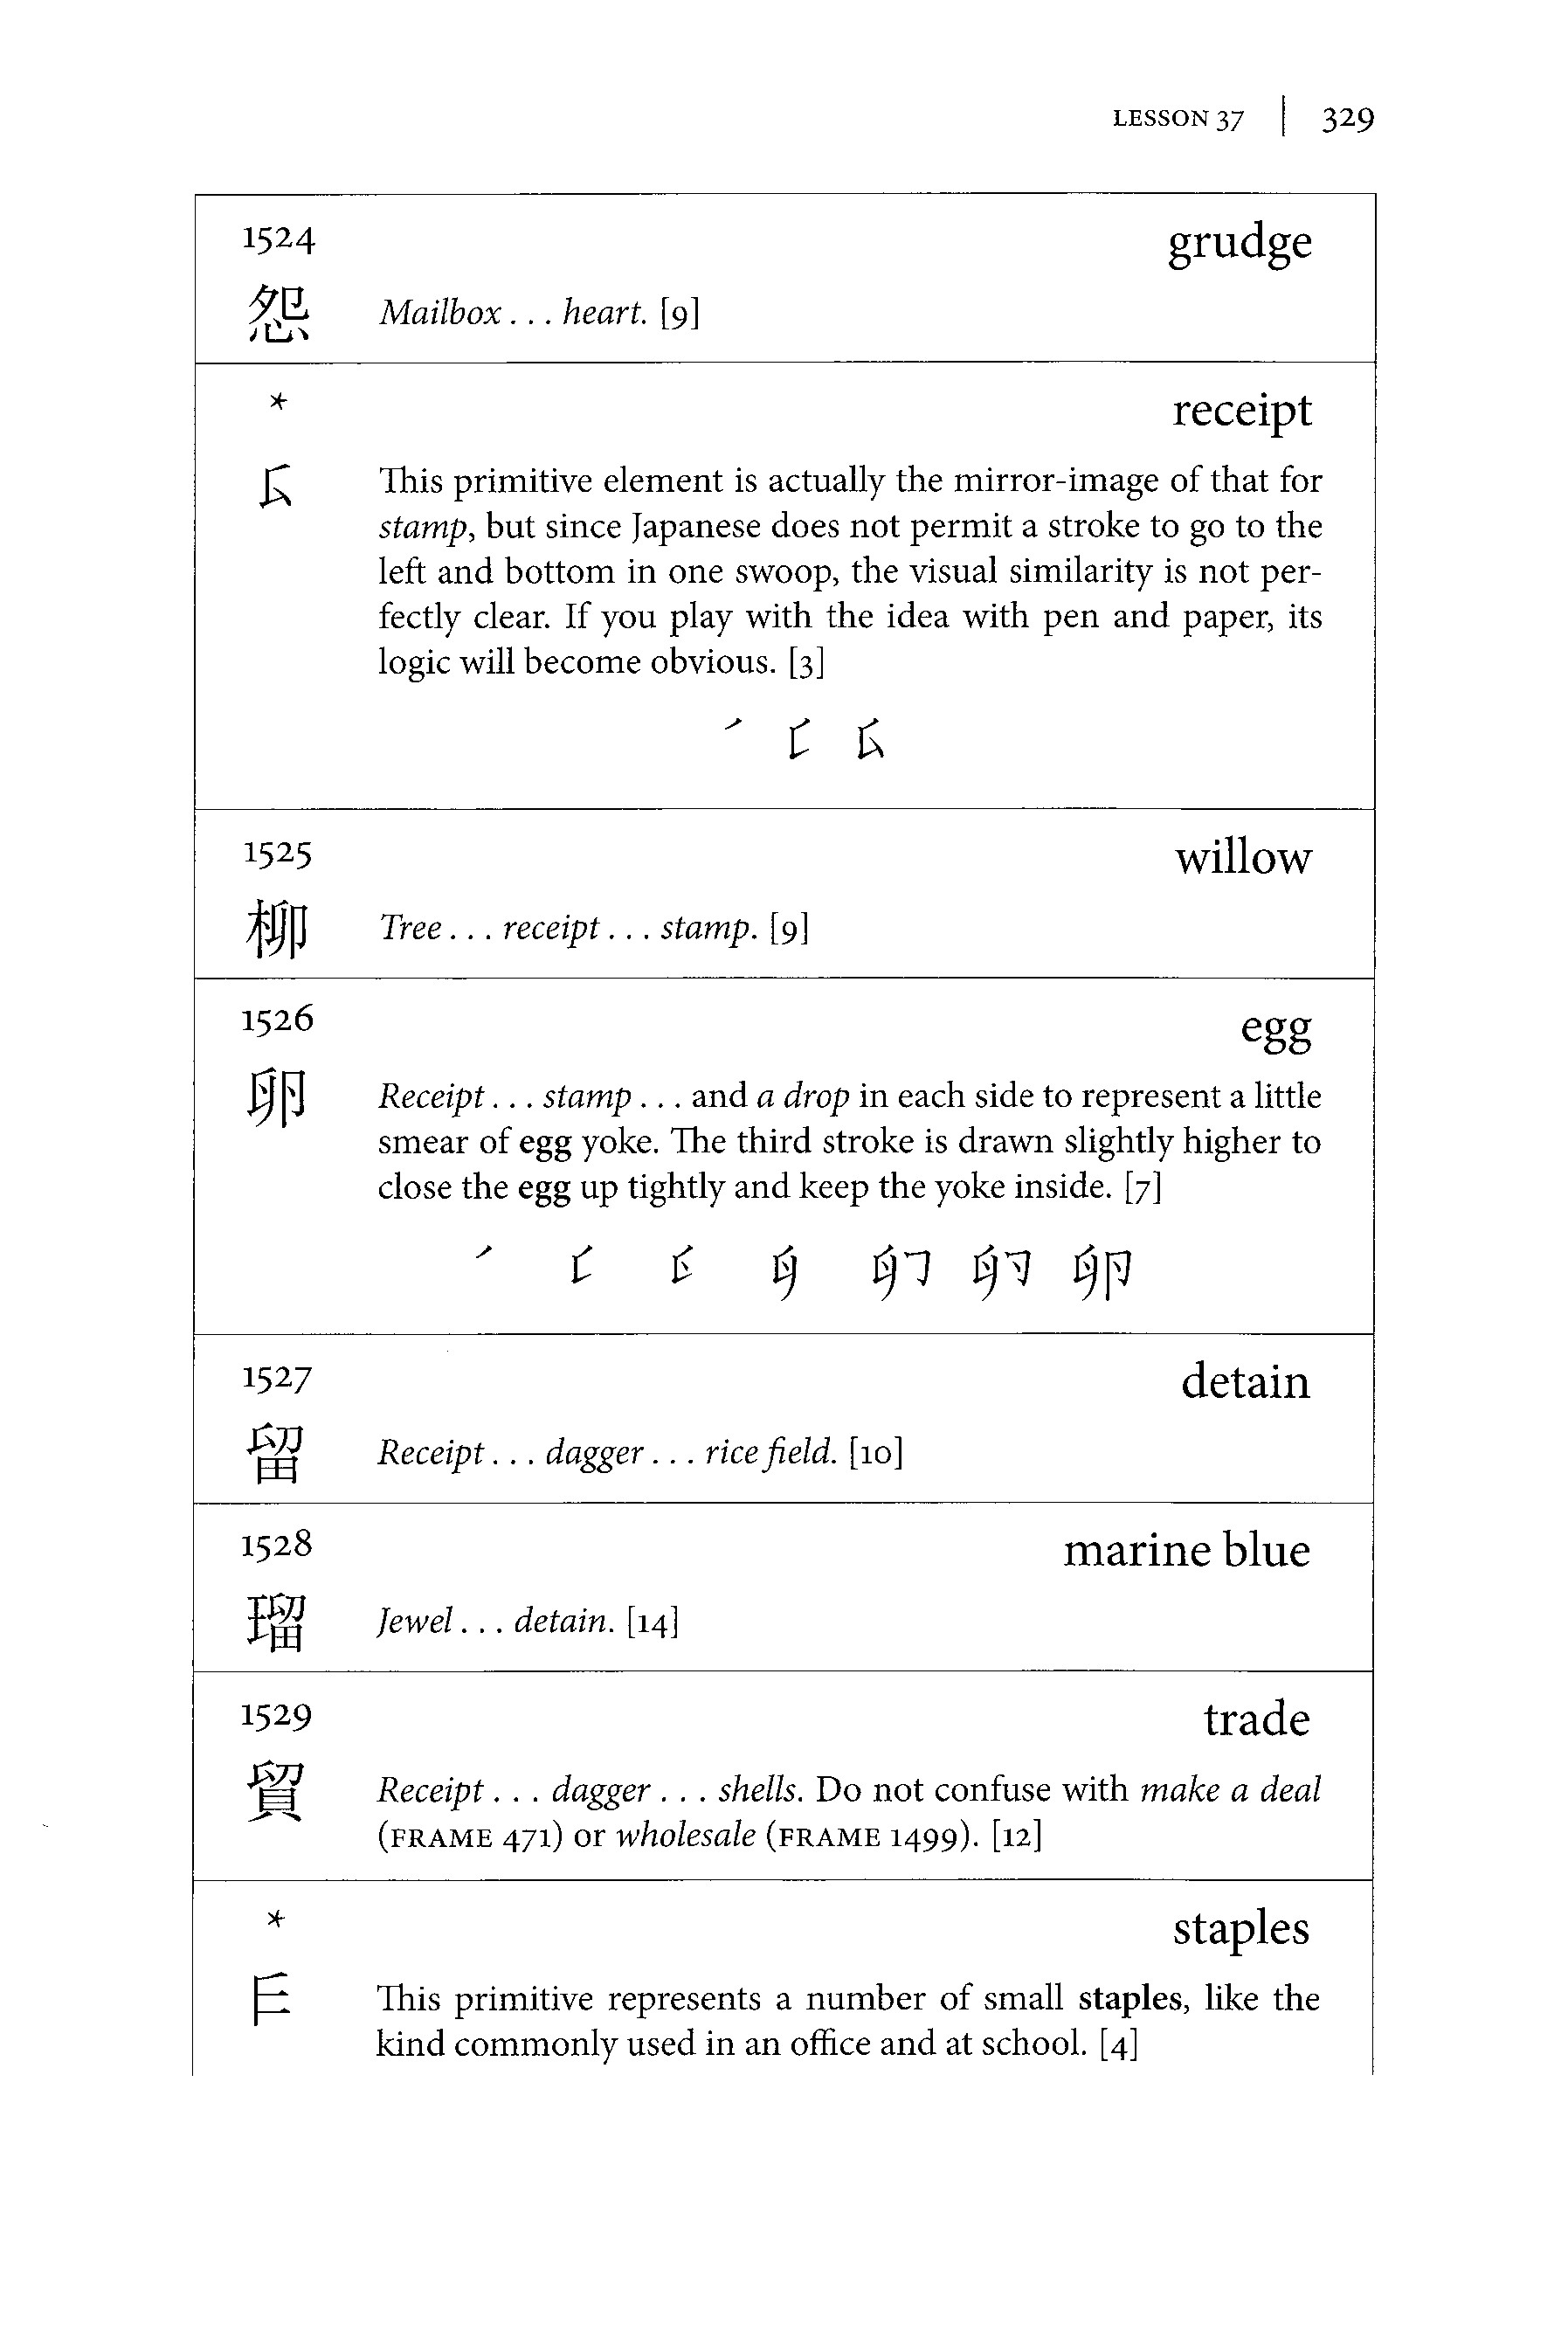 LESSON 37 | 329
1524
grudge
怨
Mailbox . . . heart. [9]
*
receipt
This primitive element is actually the mirror-image of that for
stamp, but since Japanese does not permit a stroke to go to the
left and bottom in one swoop, the visual similarity is not per-
fectly clear. If you play with the idea with pen and paper, its
logic will become obvious. [3]
1525
willow
柳
Tree . . . receipt . . . stamp. [9]
1526
egg
卵
Receipt . . . stamp . . . and a drop in each side to represent a little
smear of egg yoke. The third stroke is drawn slightly higher to
close the egg up tightly and keep the yoke inside. [7]
1527
detain
留
Receipt . . . dagger . . . rice field. [10]
1528
marine blue
瑠
Jewel . . . detain. [14]
1529
trade
貿
Receipt . . . dagger . . . shells. Do not confuse with make a deal
(FRAME 471) or wholesale (FRAME 1499). [12]
*
staples
This primitive represents a number of small staples, like the
kind commonly used in an office and at school. [4]